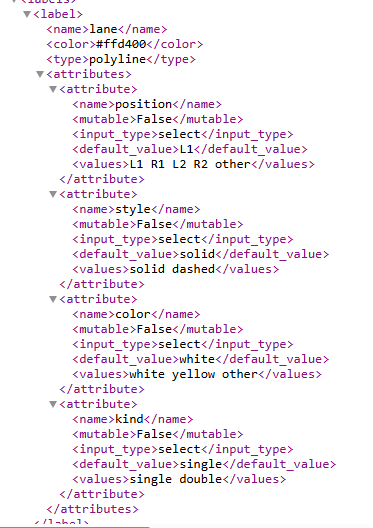 <labels>
<label>
<name>lane</name>
<color>#ffd400</color>
<type>polyline</type>
<attributes>
<attribute>
<name>position</name>
<mutable>False</mutable>
<input_type>select</input_type>
<default_value>L1</default_value>
<values>L1 R1 L2 R2 other</values>
</attribute>
<attribute>
<name>style</name>
<mutable>False</mutable>
<input_type>select</input_type>
<default_value>solid</default_value>
<values>solid dashed</values>
</attribute>
<attribute>
<name>color</name>
<mutable>False</mutable>
<input_type>select</input_type>
<default_value>white</default_value>
<values>white yellow other</values>
</attribute>
<attribute>
<name>kind</name>
<mutable>False</mutable>
<input_type>select</input_type>
<default_value>single</default_value>
<values>single double</values>
</attribute>
</attributes>
</label>